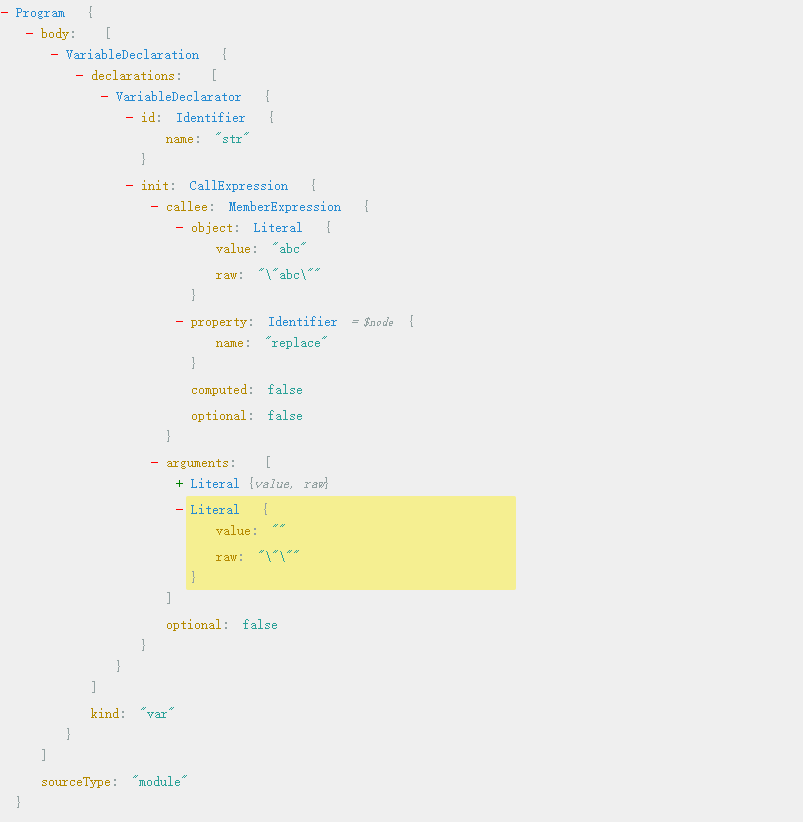 − Program {
− body: [
− VariableDeclaration {
− declarations: [
− VariableDeclarator {
− id: Identifier {
name: "str"
}
− init: CallExpression {
− callee: MemberExpression {
− object: Literal {
value: "abc"
raw: "\"abc\""
}
− property: Identifier = $node {
name: "replace"
}
computed: false
optional: false
}
− arguments: [
+ Literal {value, raw}
− Literal {
value: ""
raw: "\"\""
}
]
optional: false
}
}
]
kind: "var"
}
]
sourceType: "module"
}